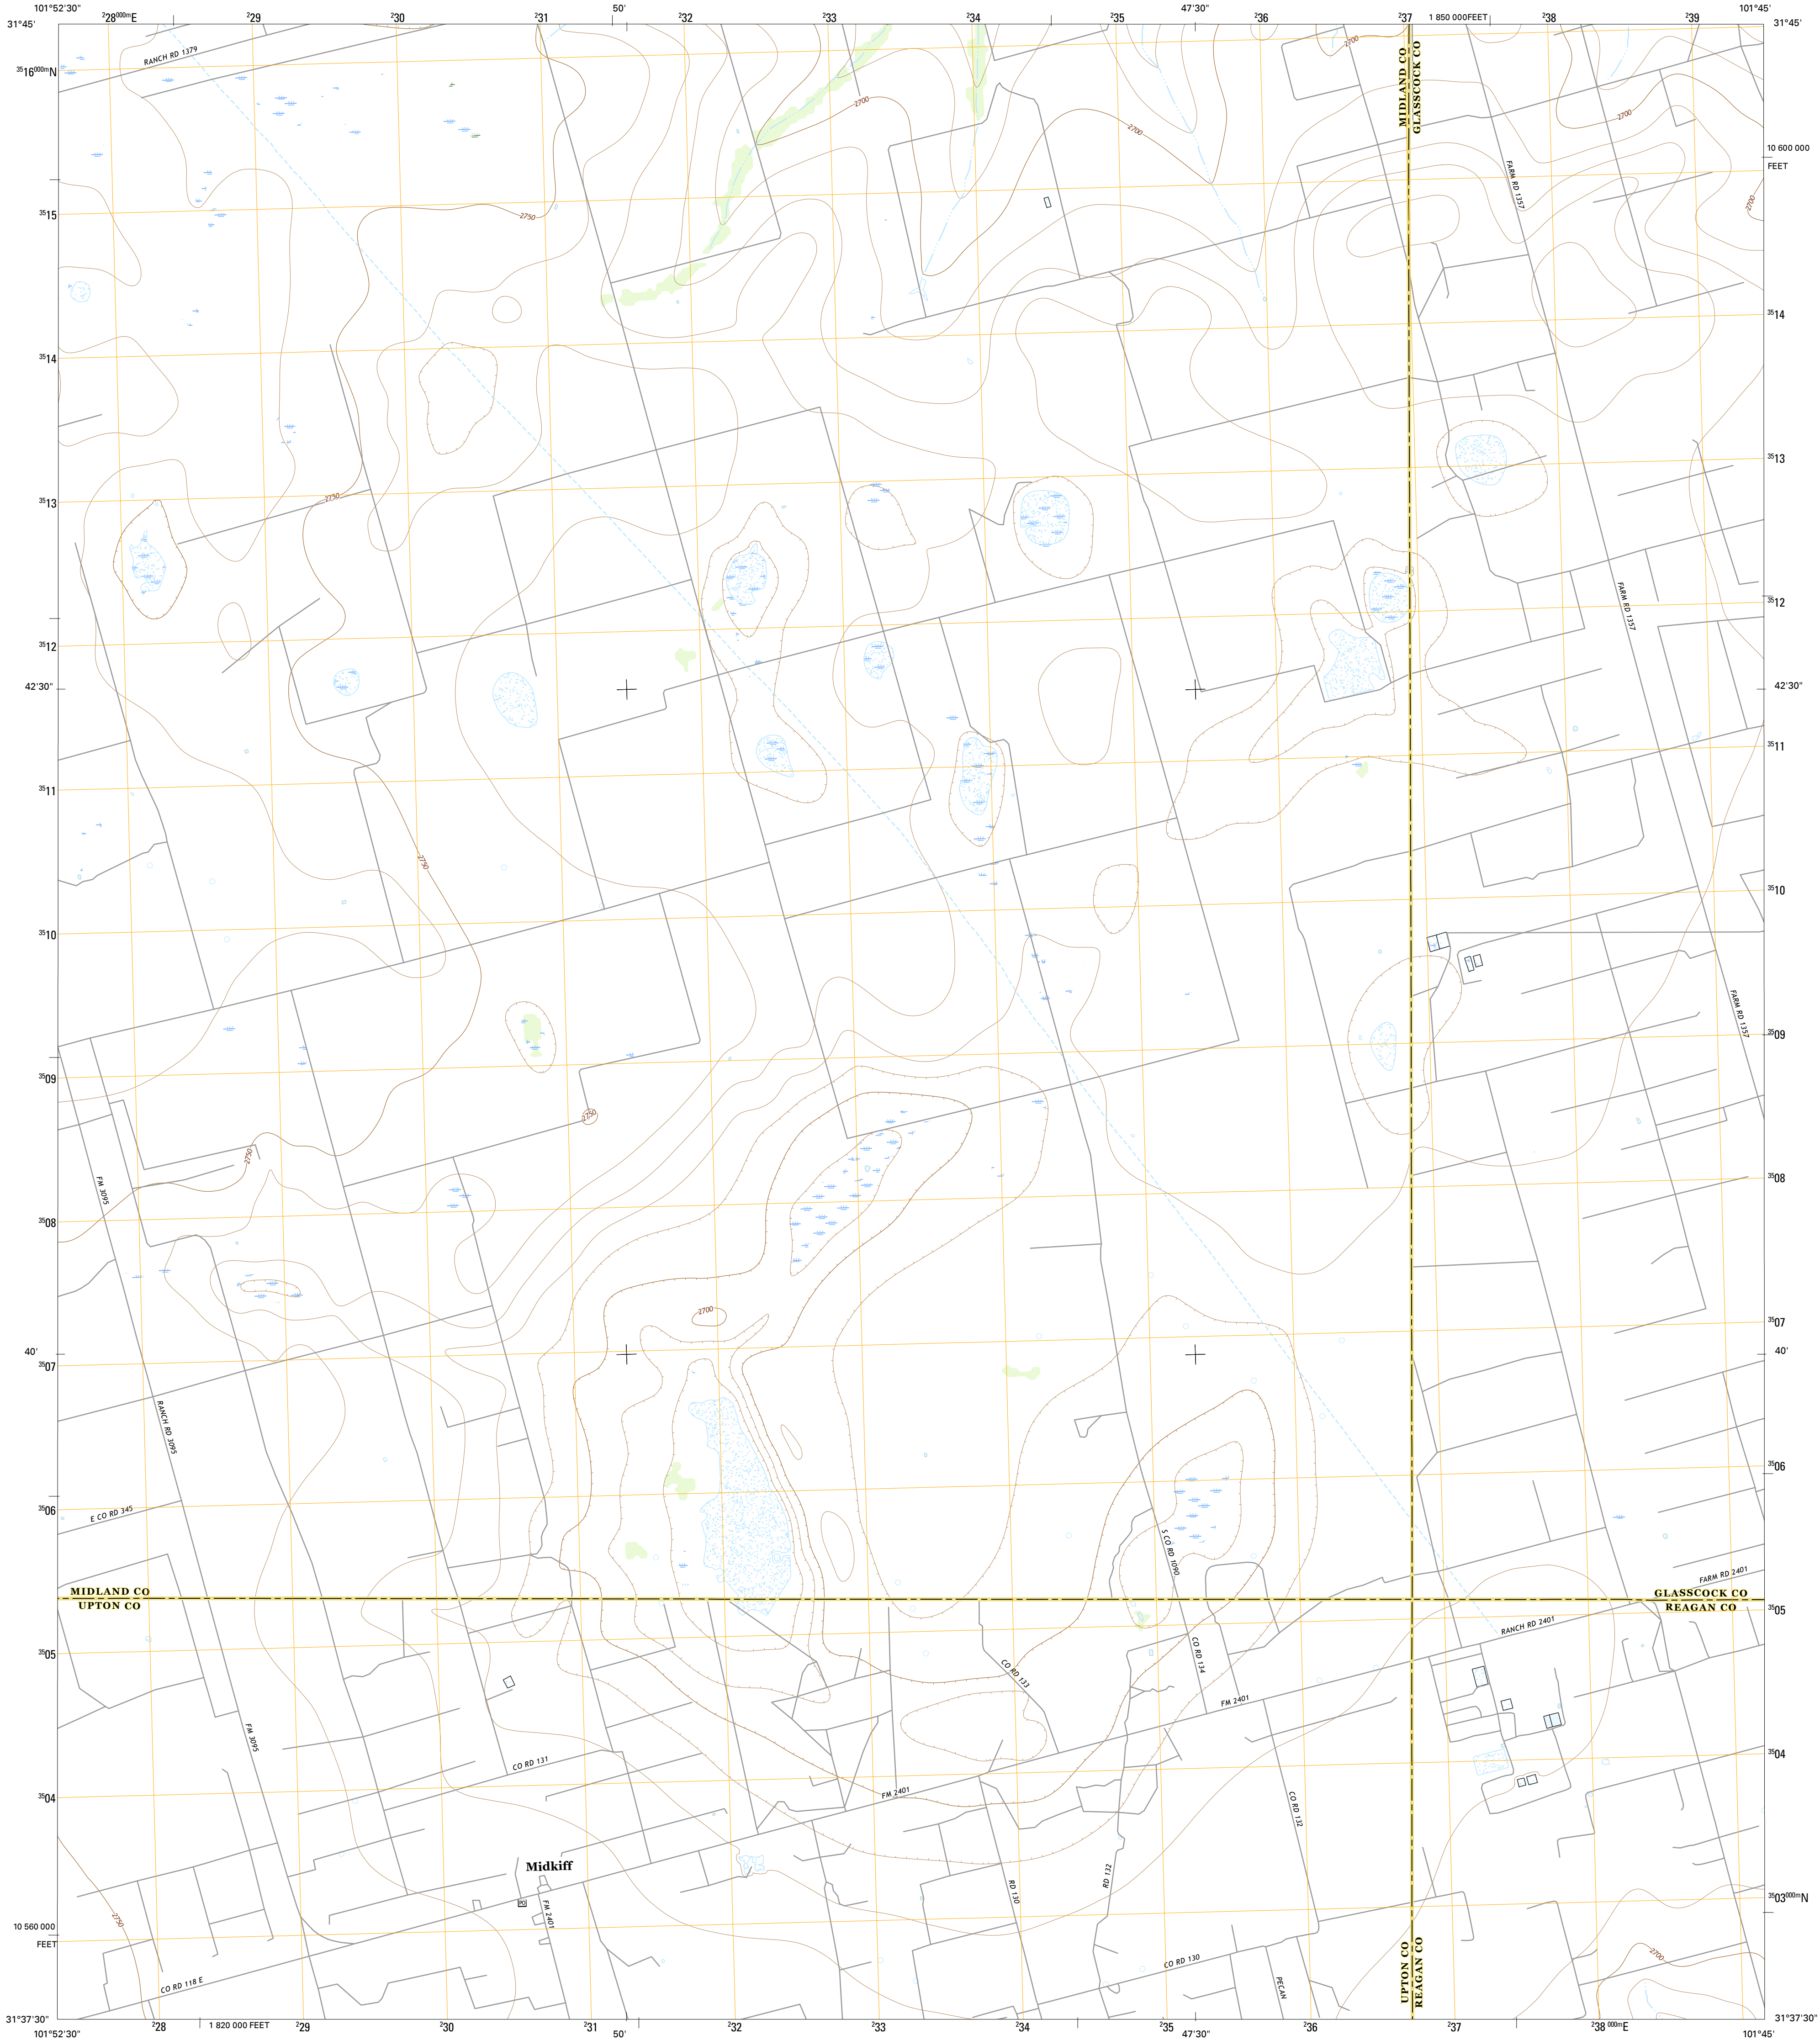 101°52'30"
²28⁰⁰⁰ᵐE
29
²30
²31
50'
²32
²33
²34
²35
47'30"
²36
²37
1 850 000FEET
²38
²39
101°45'
31°45'
31°45'
RANCH RD 1379
2700
MIDLAND CO
GLASSCOCK CO
³⁵16⁰⁰⁰ᵐN
2700
2700
2700
10 600 000
FEET
FARM RD 1357
2700
³⁵15
2750
³⁵14
³⁵14
³⁵13
³⁵13
2750
FARM RD 1357
³⁵12
³⁵12
42'30"
42'30"
³⁵11
³⁵11
2750
³⁵10
³⁵10
FARM RD 1357
³⁵09
³⁵09
2750
2750
FM 3095
³⁵08
³⁵08
2700
³⁵07
40'
40'
³⁵07
RANCH RD 3095
³⁵06
³⁵06
E CO RD 345
S CO RD 1090
FARM RD 2401
MIDLAND CO
UPTON CO
GLASSCOCK CO
REAGAN CO
³⁵05
RANCH RD 2401
³⁵05
CO RD 134
CO RD 133
FM 2401
FM 3095
CO RD 131
³⁵04
FM 2401
³⁵04
CO RD 132
Midkiff
RD 132
RD 130
PO
³⁵03⁰⁰⁰ᵐN
FM 2401
2750
10 560 000
FEET
UPTON CO
REAGAN CO
2700
CO RD 130
CO RD 118 E
PECAN
31°37'30"
31°37'30"
101°52'30"
²28
1 820 000 FEET
²29
²30
²31
50'
²32
²33
²34
²35
47'30"
²36
²37
²38⁰⁰⁰ᵐE
101°45'